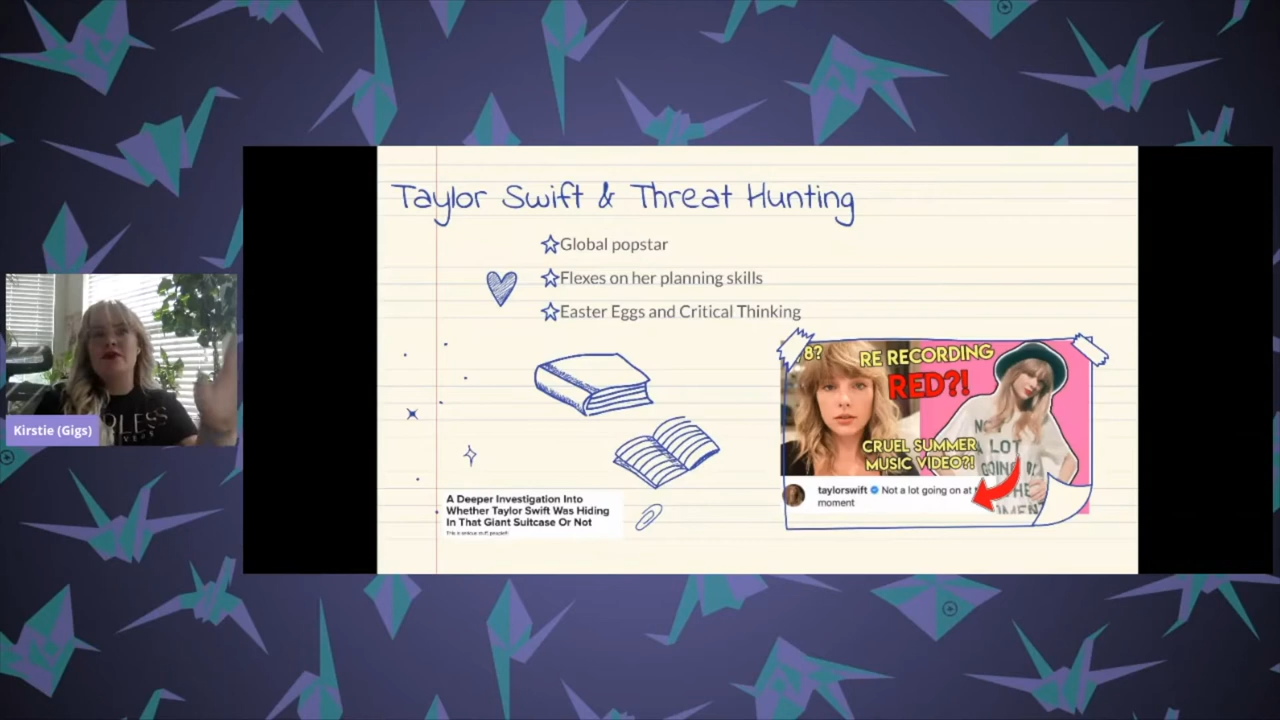 Taylor Swift & Threat Hunting
Global popstar
Flexes on her planning skills
Easter Eggs and Critical Thinking
8?
RE RECORDING
RED?!
CRUEL SUMMER
MUSIC VIDEO?!
A LOT
GOING
THE
taylorswift Not a lot going on at
moment
A Deeper Investigation Into
Whether Taylor Swift Was Hiding
In That Giant Suitcase Or Not
Kirstie (Gigs)